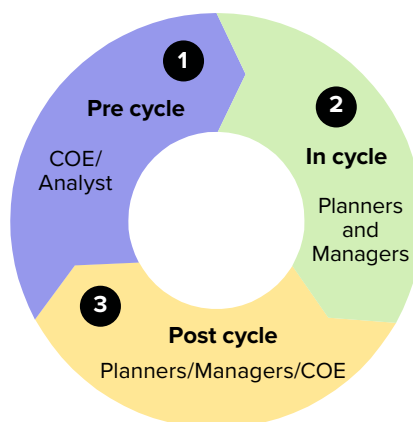 1
Pre cycle
COE/
Analyst
2
In cycle
Planners
and
Managers
3
Post cycle
Planners/Managers/COE